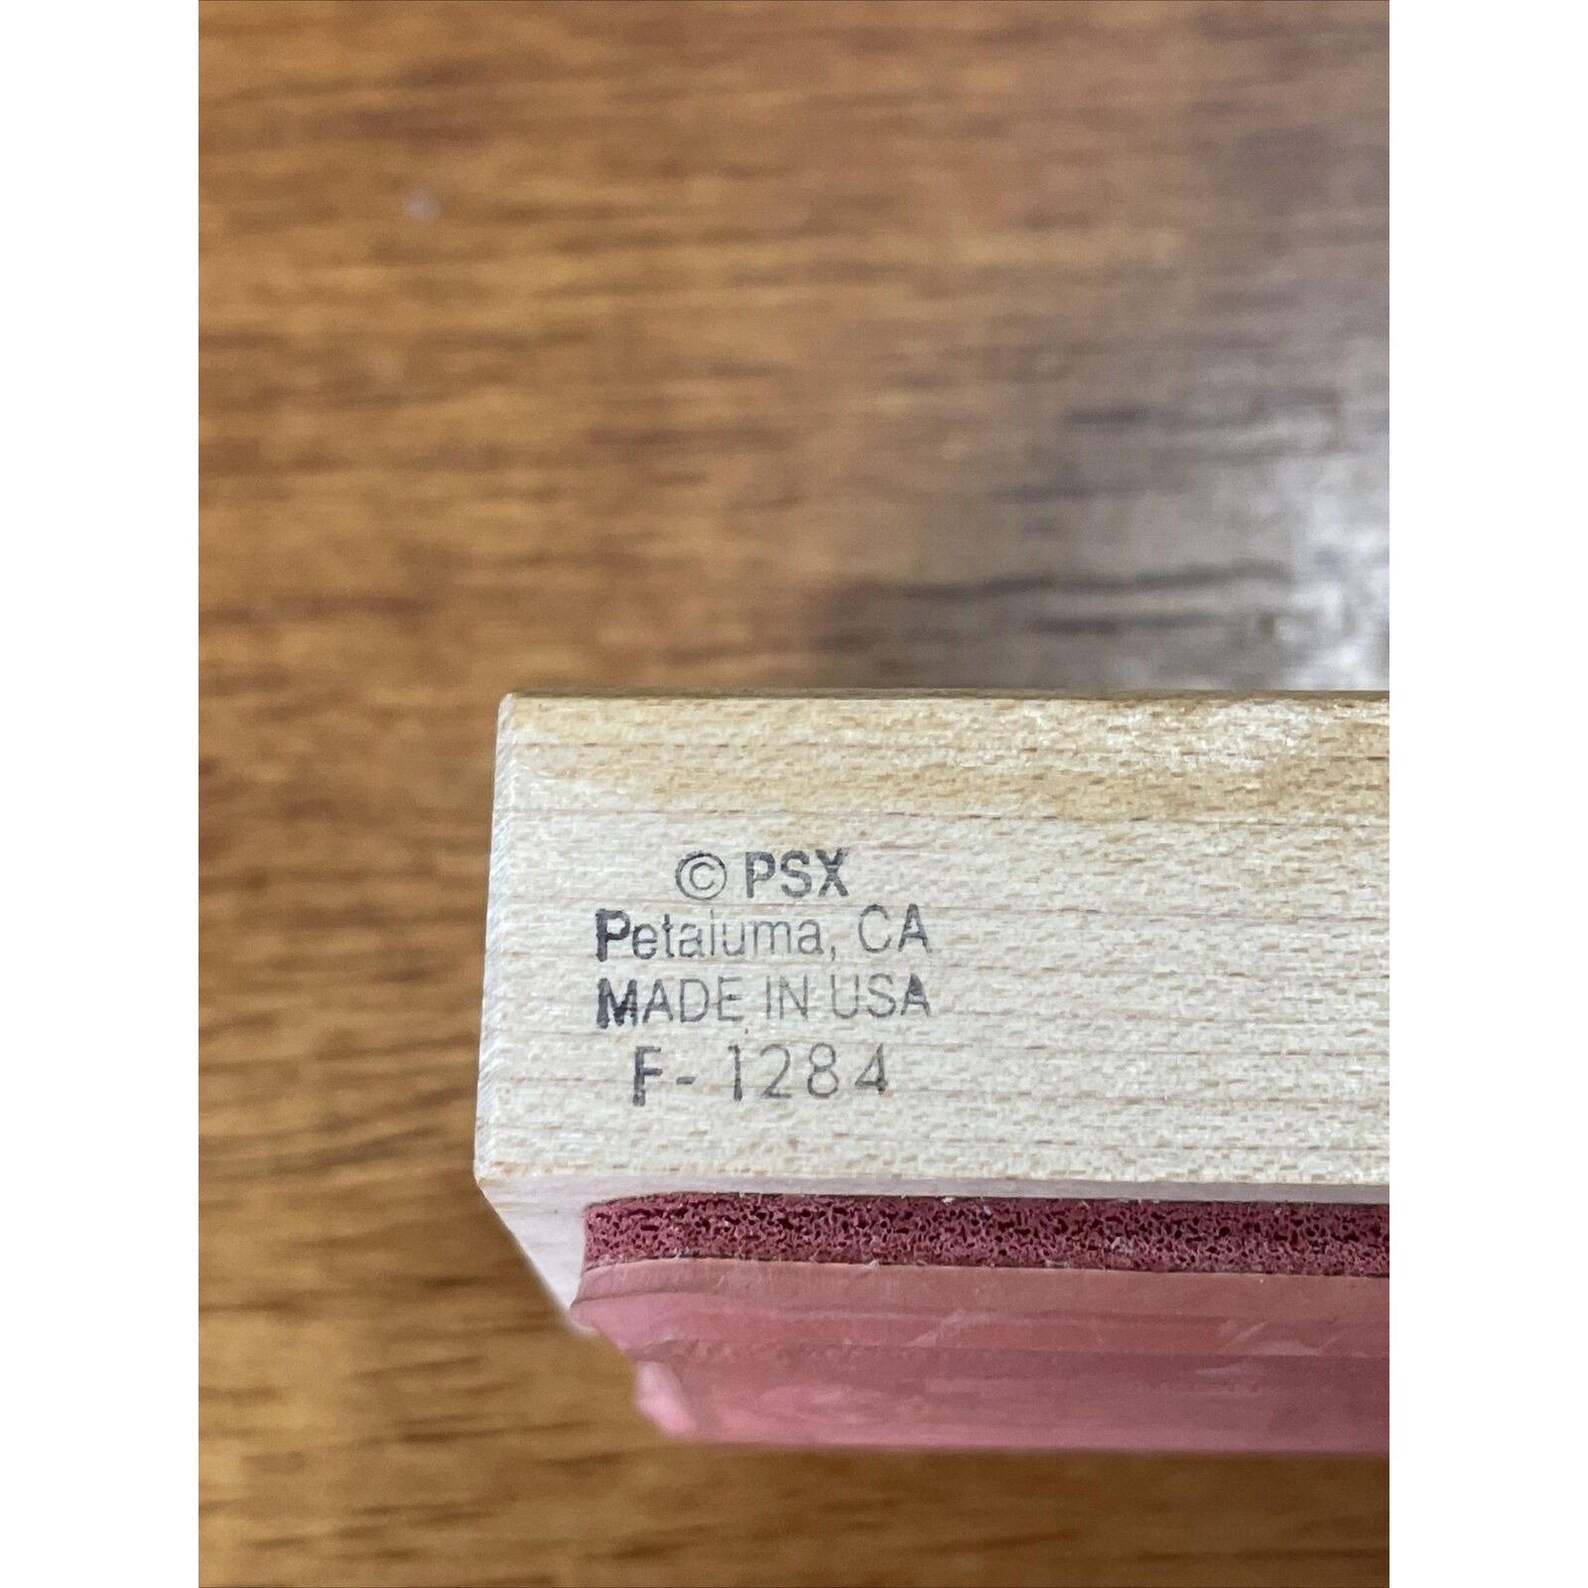 © PSX
Petaluma, CA
MADE IN USA
F-1284